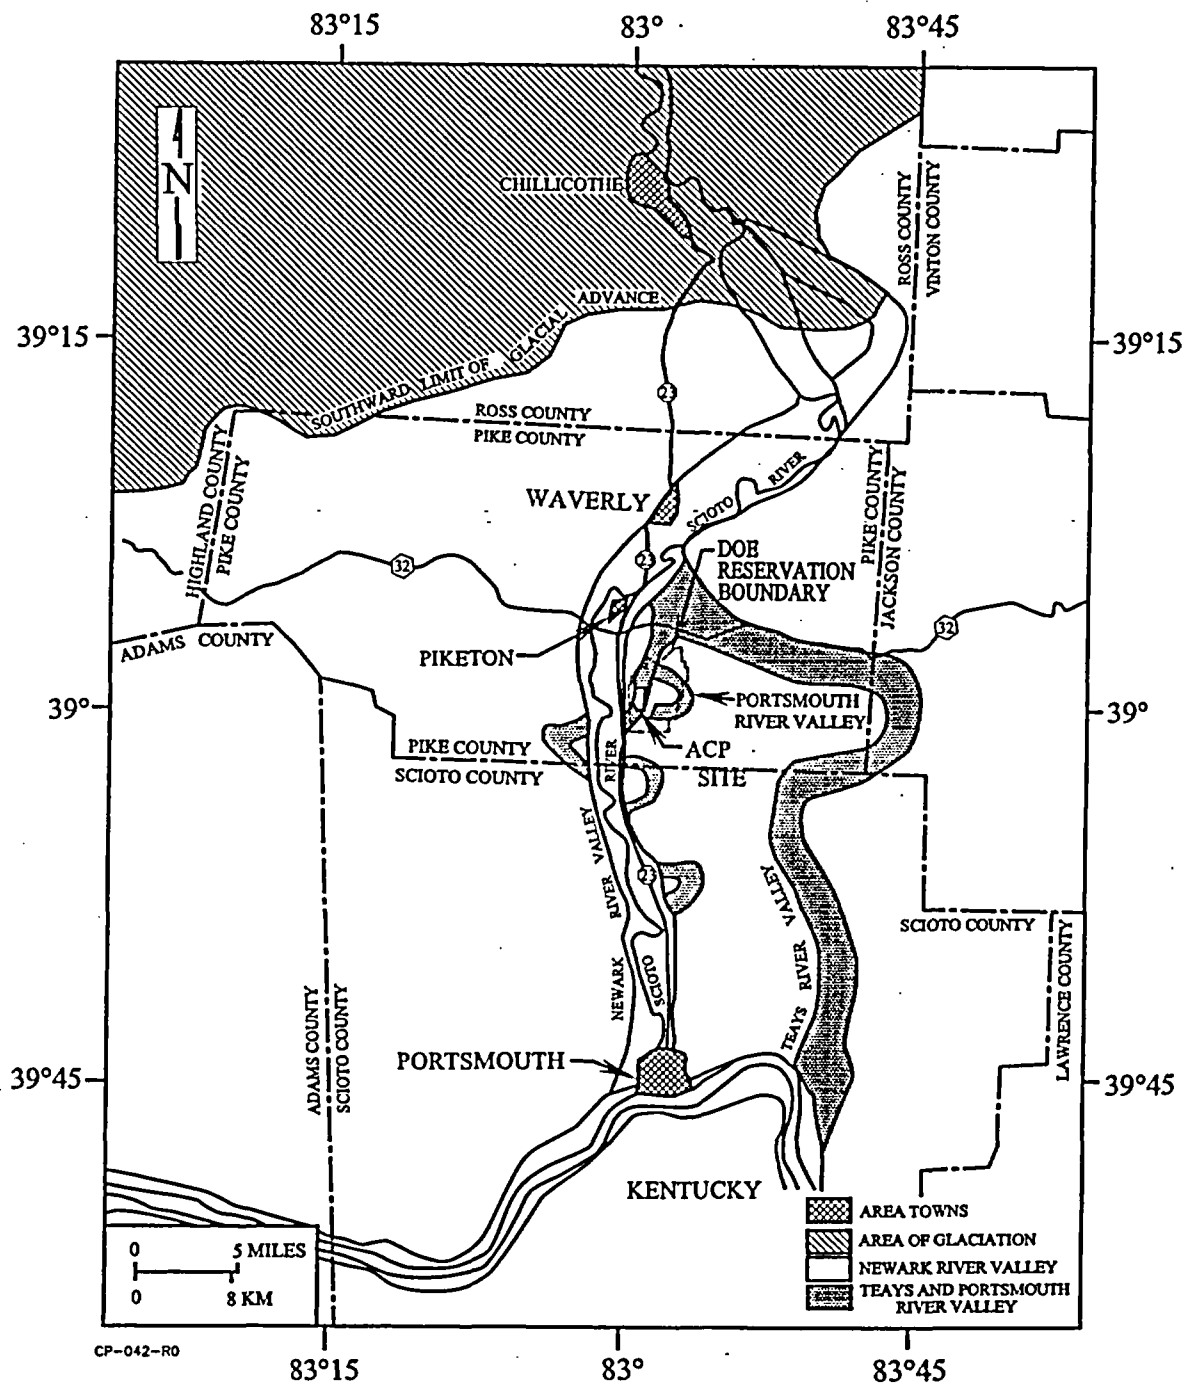 83°15
83°
83°45
N
CHILLICOTHE
ROSS COUNTY
VINTON COUNTY
SOUTHWARD LIMIT OF GLACIAL ADVANCE
39°15
39°15
23
ROSS COUNTY
PIKE COUNTY
HIGHLAND COUNTY
PIKE COUNTY
WAVERLY
SCIOTO RIVER
PIKE COUNTY
JACKSON COUNTY
23
DOE
RESERVATION
BOUNDARY
32
32
ADAMS COUNTY
PIKETON
39°
39°
PORTSMOUTH
RIVER VALLEY
ACP
SITE
PIKE COUNTY
SCIOTO COUNTY
RIVER
NEWARK RIVER VALLEY
23
SCIOTO
TEAYS RIVER VALLEY
SCIOTO COUNTY
LAWRENCE COUNTY
ADAMS COUNTY
SCIOTO COUNTY
PORTSMOUTH
39°45
39°45
KENTUCKY
AREA TOWNS
AREA OF GLACIATION
NEWARK RIVER VALLEY
TEAYS AND PORTSMOUTH
RIVER VALLEY
0 5 MILES
0 8 KM
CP-042-R0
83°15
83°
83°45